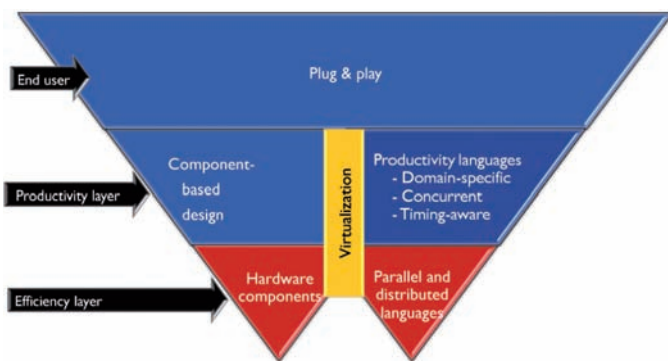 Plug & play
End user
Component-
based
design
Virtualization
Productivity languages
- Domain-specific
- Concurrent
- Timing-aware
Productivity layer
Hardware
components
Parallel and
distributed
languages
Efficiency layer